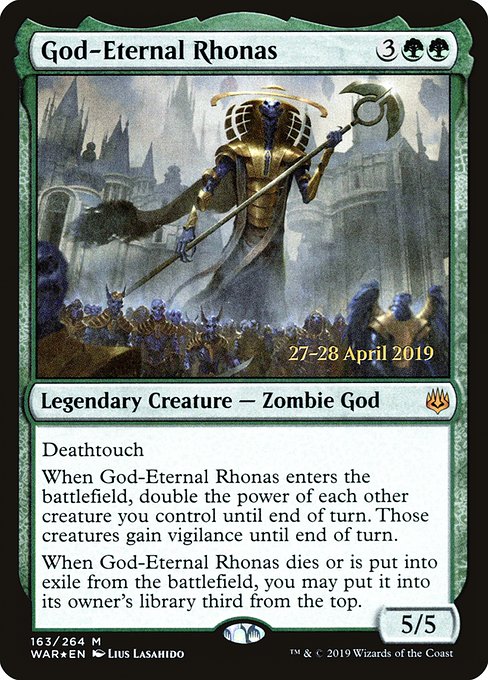 God-Eternal Rhonas 3
27–28 April 2019
Legendary Creature — Zombie God
Deathtouch
When God-Eternal Rhonas enters the
battlefield, double the power of each other
creature you control until end of turn. Those
creatures gain vigilance until end of turn.
When God-Eternal Rhonas dies or is put into
exile from the battlefield, you may put it into
its owner's library third from the top.
5/5
163/264 M
WAR★EN Lius Lasahido
™ & © 2019 Wizards of the Coast